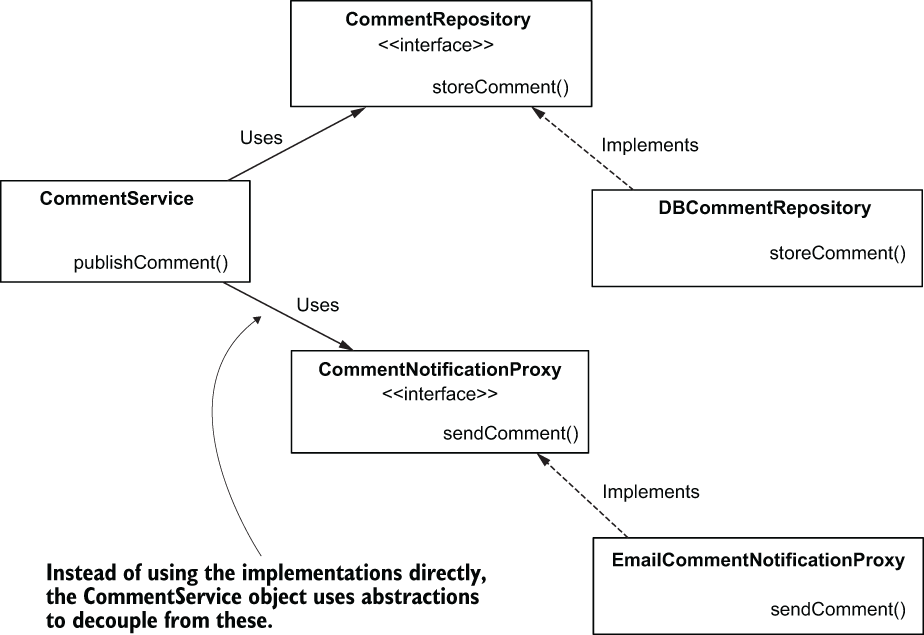 CommentRepository
<<interface>>
storeComment()
Uses
Implements
CommentService
publishComment()
DBCommentRepository
storeComment()
Uses
CommentNotificationProxy
<<interface>>
sendComment()
Implements
EmailCommentNotificationProxy
sendComment()
Instead of using the implementations directly,
the CommentService object uses abstractions
to decouple from these.